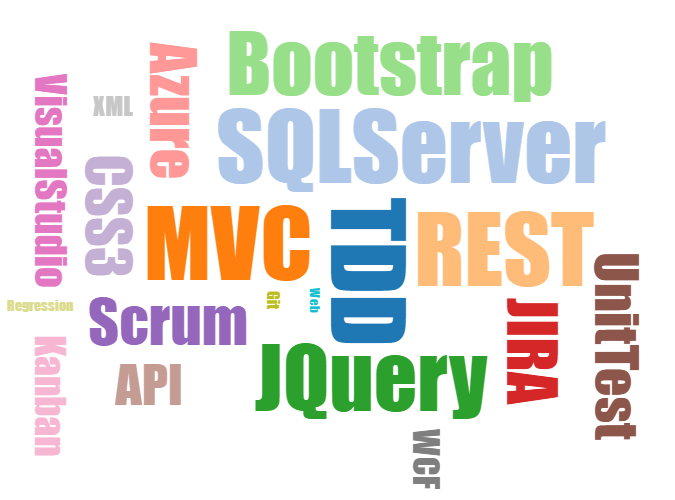 Bootstrap
Azure
VisualStudio
XML
SQLServer
CSS3
MVC
TDD
REST
UnitTest
Regression
Scrum
Git
Web
JIRA
Kanban
API
JQuery
WCF